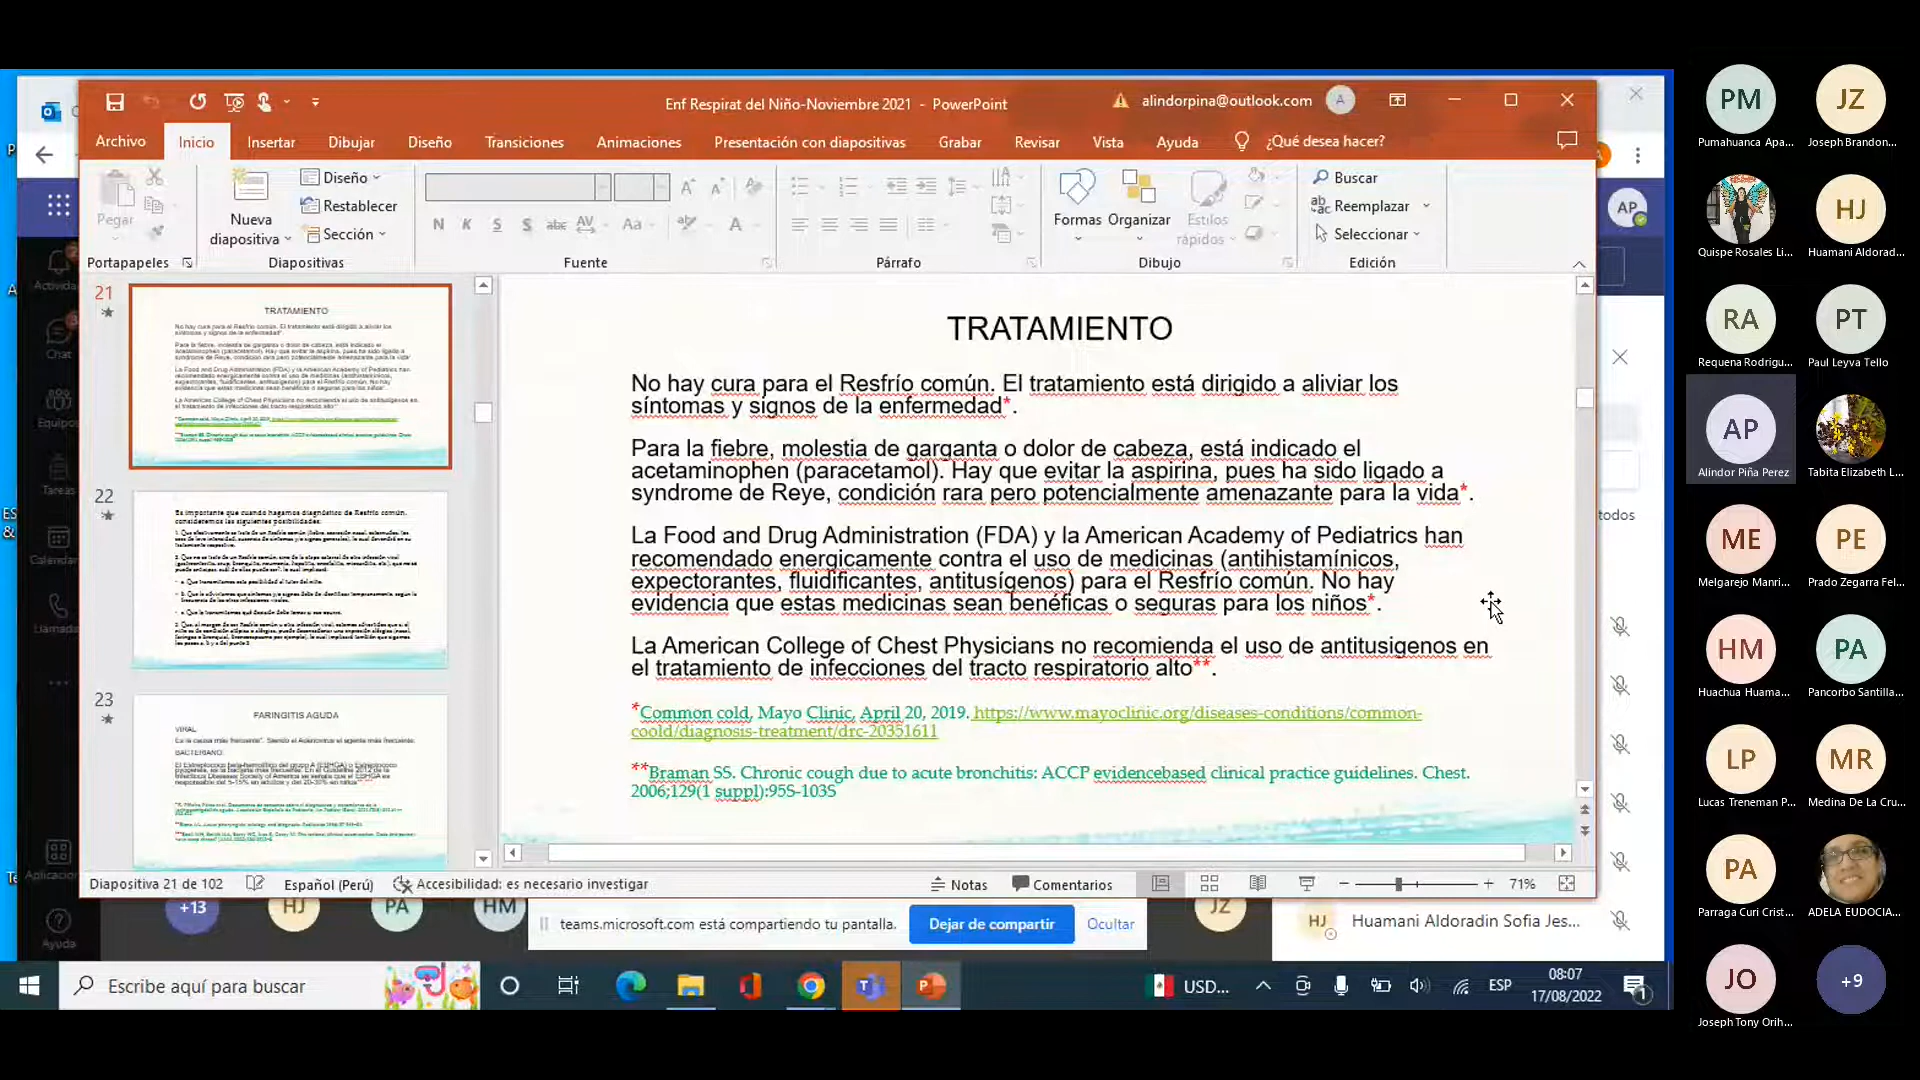 Enf Respirat del Niño-Noviembre 2021 - PowerPoint
alindorpina@outlook.com
A
Archivo
Inicio
Insertar
Dibujar
Diseño
Transiciones
Animaciones
Presentación con diapositivas
Grabar
Revisar
Vista
Ayuda
¿Qué desea hacer?
Pegar
Nueva
diapositiva
Diseño
Restablecer
Sección
Formas
Organizar
Estilos
rápidos
Buscar
Reemplazar
Seleccionar
Portapapeles
Diapositivas
Fuente
Párrafo
Dibujo
Edición
21
22
23
TRATAMIENTO
No hay cura para el Resfrío común. El tratamiento está dirigido a aliviar los
síntomas y signos de la enfermedad*.
Para la fiebre, molestia de garganta o dolor de cabeza, está indicado el
acetaminophen (paracetamol). Hay que evitar la aspirina, pues ha sido ligado a
syndrome de Reye, condición rara pero potencialmente amenazante para la vida*.
La Food and Drug Administration (FDA) y la American Academy of Pediatrics han
recomendado energicamente contra el uso de medicinas (antihistamínicos,
expectorantes, fluidificantes, antitusígenos) para el Resfrío común. No hay
evidencia que estas medicinas sean benéficas o seguras para los niños*.
La American College of Chest Physicians no recomienda el uso de antitusigenos en
el tratamiento de infecciones del tracto respiratorio alto**.
*Common cold, Mayo Clinic, April 20, 2019. https://www.mayoclinic.org/diseases-conditions/common-
coold/diagnosis-treatment/drc-20351611
**Braman SS. Chronic cough due to acute bronchitis: ACCP evidencebased clinical practice guidelines. Chest.
2006;129(1 suppl):95S-103S
TRATAMIENTO
FARINGITIS AGUDA
VIRAL:
BACTERIANO:
Diapositiva 21 de 102
Español (Perú)
Accesibilidad: es necesario investigar
Notas
Comentarios
71%
Chat
Tareas
Ayuda
todos
AP
+13
HJ
PA
HM
JZ
teams.microsoft.com está compartiendo tu pantalla.
Dejar de compartir
Ocultar
HJ
Huamani Aldoradin Sofia Jes...
Escribe aquí para buscar
USD...
ESP
08:07
17/08/2022
1
PM
Pumahuanca Apa...
JZ
Joseph Brandon...
Quispe Rosales Li...
HJ
Huamani Aldorad...
RA
Requena Rodrigu...
PT
Paul Leyva Tello
AP
Alindor Piña Perez
Tabita Elizabeth L...
ME
Melgarejo Manri...
PE
Prado Zegarra Fel...
HM
Huachua Huama...
PA
Pancorbo Santilla...
LP
Lucas Treneman P...
MR
Medina De La Cru...
PA
Parraga Curi Crist...
ADELA EUDOCIA...
JO
Joseph Tony Orih...
+9